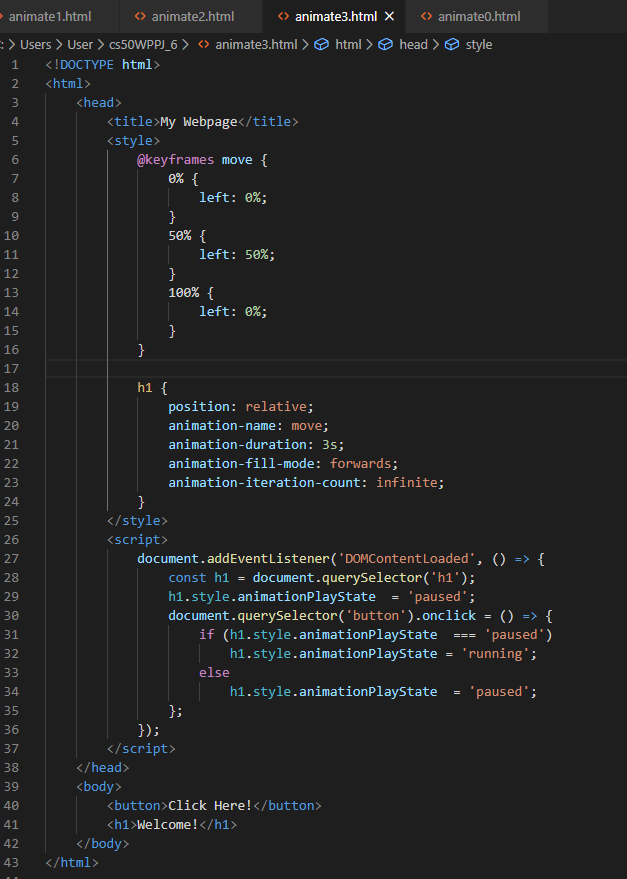 animate1.html animate2.html animate3.html animate0.html
: > Users > User > cs50WPPJ_6 > animate3.html > html > head > style
1 <!DOCTYPE html>
2 <html>
3     <head>
4         <title>My Webpage</title>
5         <style>
6             @keyframes move {
7                 0% {
8                     left: 0%;
9                 }
10                 50% {
11                     left: 50%;
12                 }
13                 100% {
14                     left: 0%;
15                 }
16             }
17
18             h1 {
19                 position: relative;
20                 animation-name: move;
21                 animation-duration: 3s;
22                 animation-fill-mode: forwards;
23                 animation-iteration-count: infinite;
24             }
25         </style>
26         <script>
27             document.addEventListener('DOMContentLoaded', () => {
28                 const h1 = document.querySelector('h1');
29                 h1.style.animationPlayState  = 'paused';
30                 document.querySelector('button').onclick = () => {
31                     if (h1.style.animationPlayState  === 'paused')
32                         h1.style.animationPlayState = 'running';
33                     else
34                         h1.style.animationPlayState  = 'paused';
35                 };
36             });
37         </script>
38     </head>
39     <body>
40         <button>Click Here!</button>
41         <h1>Welcome!</h1>
42     </body>
43 </html>